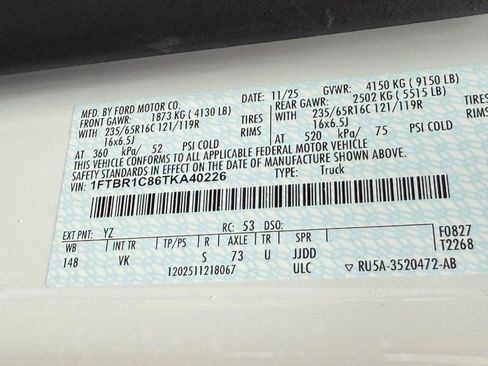 MFD. BY FORD MOTOR CO. DATE: 11/25 GVWR: 4150 KG ( 9150 LB)
FRONT GAWR: 1873 KG ( 4130 LB) REAR GAWR: 2502 KG ( 5515 LB)
WITH 235/65R16C 121/119R TIRES WITH 235/65R16C 121/119R TIRES
16x6.5J RIMS 16x6.5J RIMS
AT 360 kPa/ 52 PSI COLD AT 520 kPa/ 75 PSI COLD
THIS VEHICLE CONFORMS TO ALL APPLICABLE FEDERAL MOTOR VEHICLE
SAFETY STANDARDS IN EFFECT ON THE DATE OF MANUFACTURE SHOWN ABOVE.
VIN: 1FTBR1C86TKA40226 TYPE: Truck
EXT PNT: YZ RC: 53 DSO: F0827
WB INT TR TP/PS R AXLE TR SPR T2268
148 VK S 73 U JJDD
1202511218067 ULC ▽ RU5A-3520472-AB